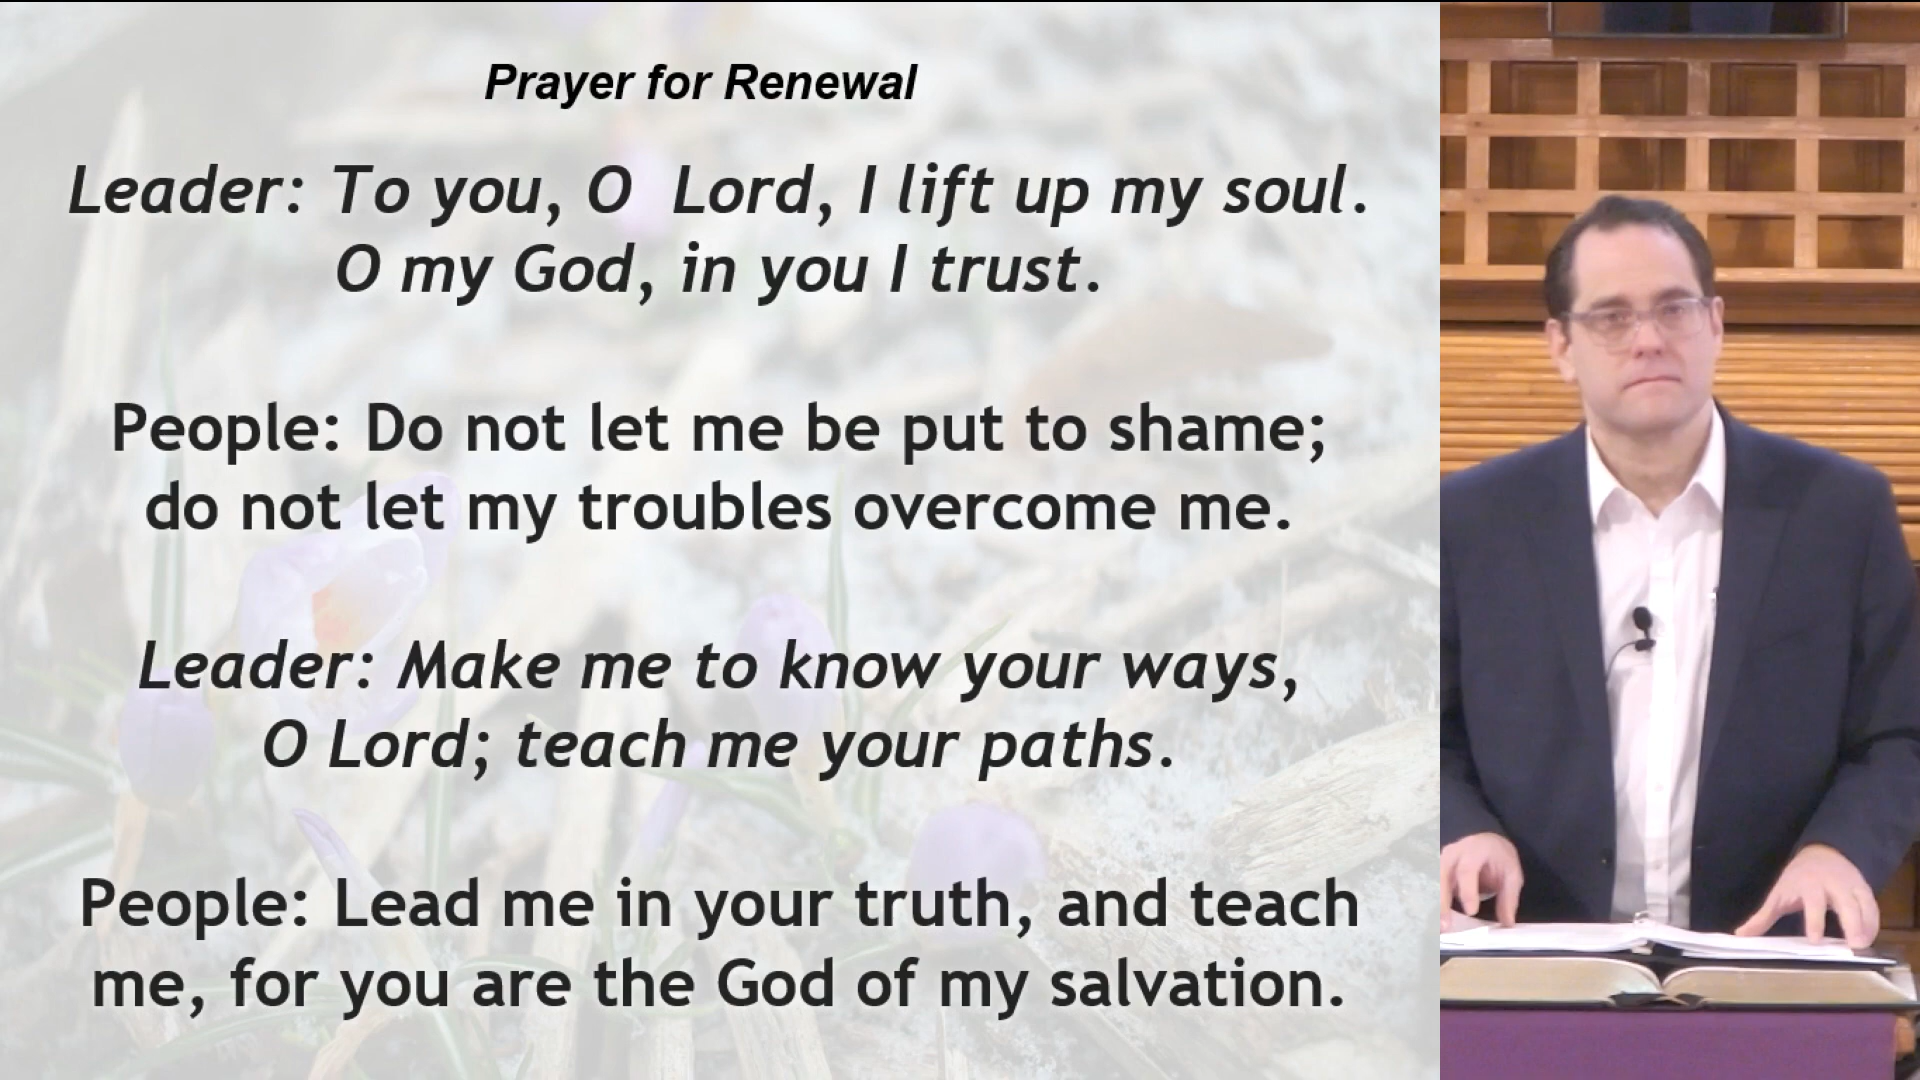 Prayer for Renewal
Leader: To you, O  Lord, I lift up my soul.
O my God, in you I trust.
People: Do not let me be put to shame;
do not let my troubles overcome me.
Leader: Make me to know your ways,
O Lord; teach me your paths.
People: Lead me in your truth, and teach
me, for you are the God of my salvation.